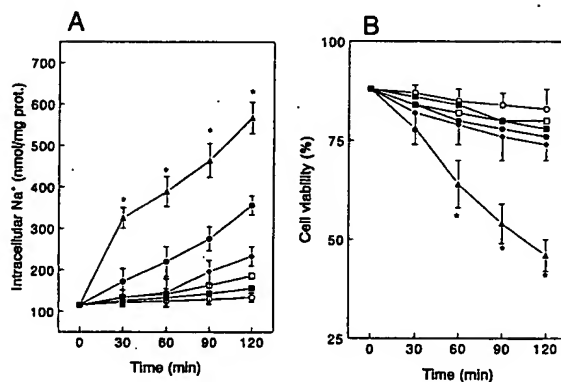 A
Intracellular Na⁺ (nmol/mg prot.)
700
600
500
400
300
200
100
* * * *
0 30 60 90 120
Time (min)
B
Cell viability (%)
100
75
50
25
* * *
0 30 60 90 120
Time (min)